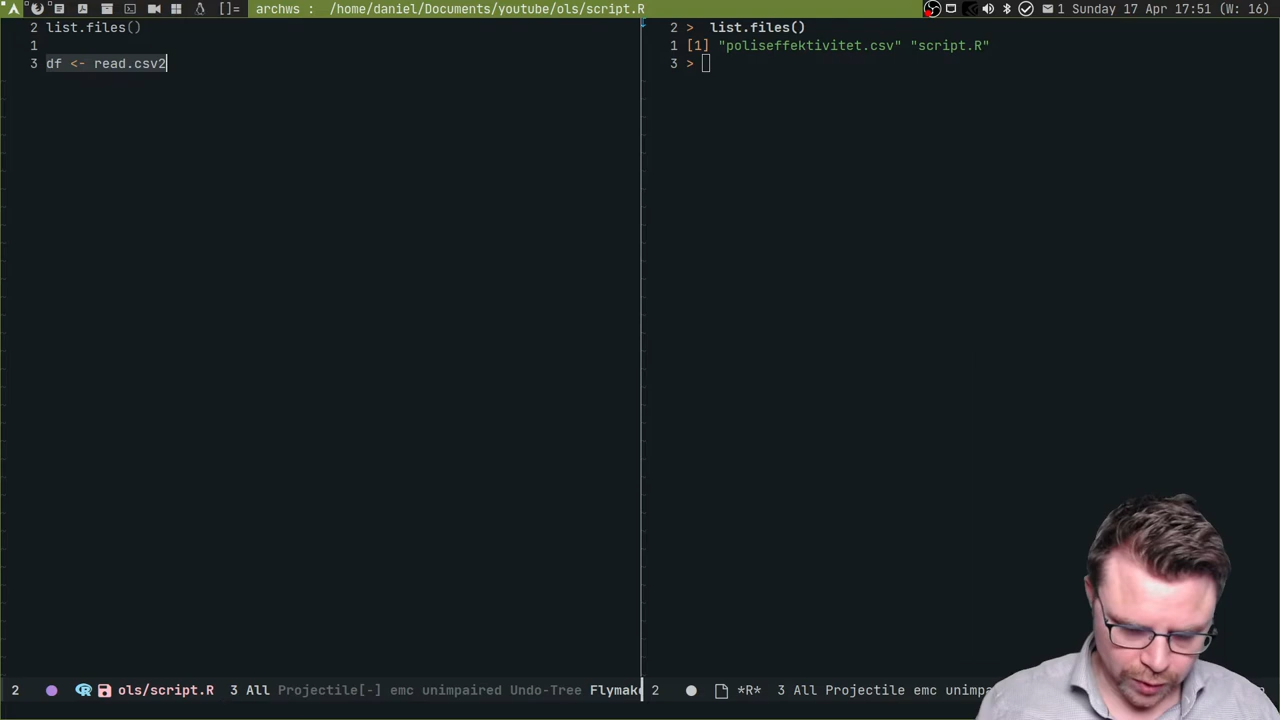 []= archws : /home/daniel/Documents/youtube/ols/script.R 1 Sunday 17 Apr 17:51 (W: 16)
2 list.files()
1
3 df <- read.csv2
2 > list.files()
1 [1] "poliseffektivitet.csv" "script.R"
3 >
2 ols/script.R 3 All Projectile[-] emc unimpaired Undo-Tree Flymak
2 *R* 3 All Projectile emc unimp